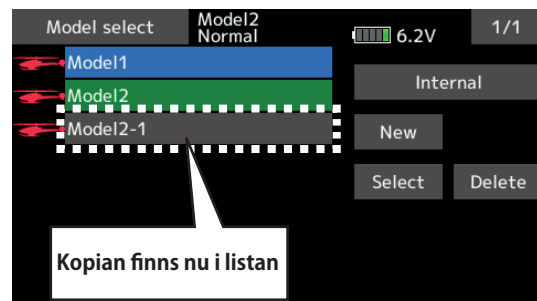 Model select
Model2
Normal
6.2V
1/1
Model1
Internal
Model2
Model2-1
New
Select
Delete
Kopian finns nu i listan